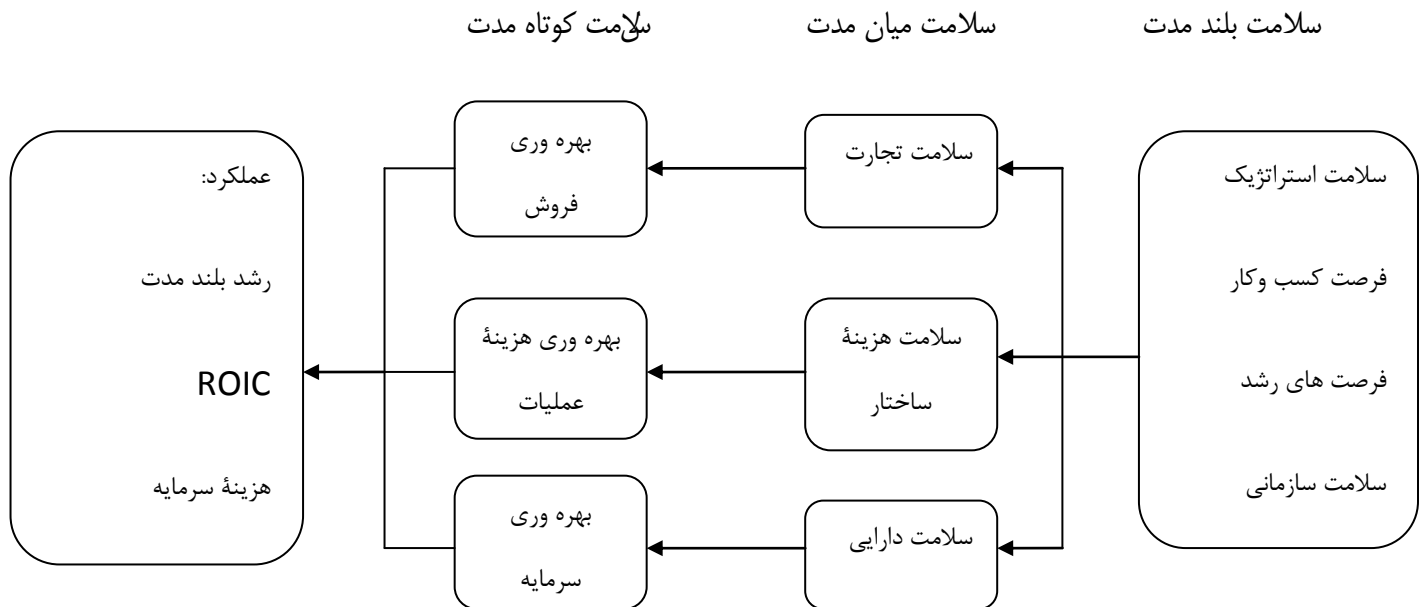 سلامت بلند مدت
سلامت میان مدت
سلامت کوتاه مدت
سلامت استراتژیک
فرصت کسب وکار
فرصت های رشد
سلامت سازمانی
سلامت تجارت
سلامت هزینهٔ
ساختار
سلامت دارایی
بهره وری
فروش
بهره وری هزینهٔ
عملیات
بهره وری
سرمایه
عملکرد:
رشد بلند مدت
ROIC
هزینهٔ سرمایه